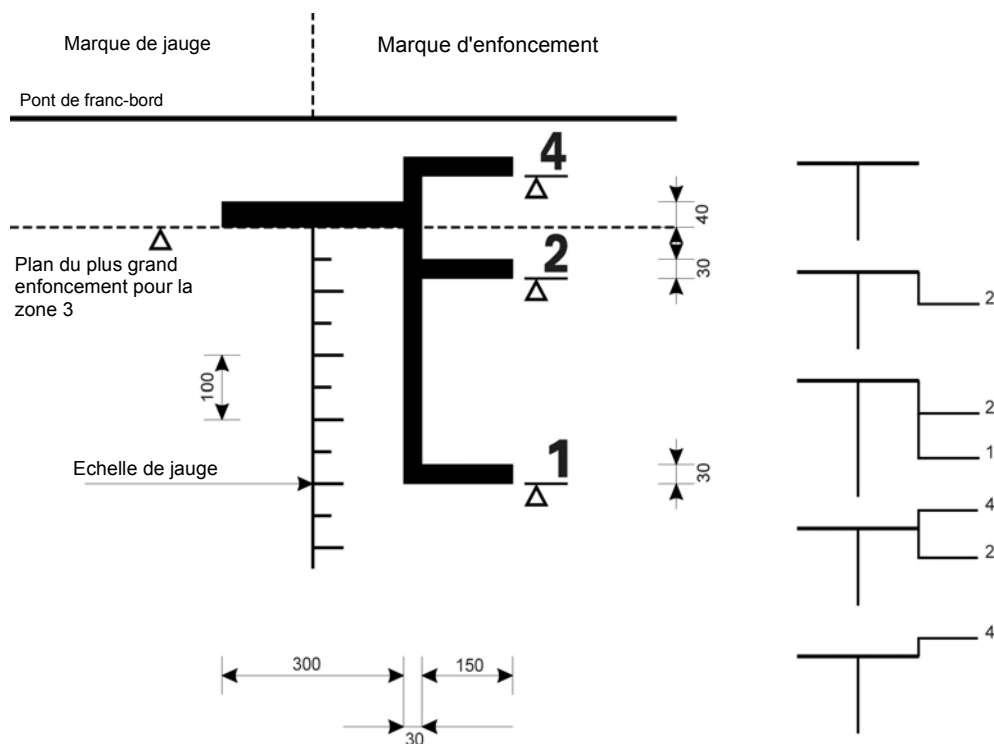 Marque de jauge
Marque d'enfoncement
Pont de franc-bord
4
40
2
30
Plan du plus grand
enfoncement pour la
zone 3
100
Echelle de jauge
1
30
300
150
30
2
2
1
4
2
4